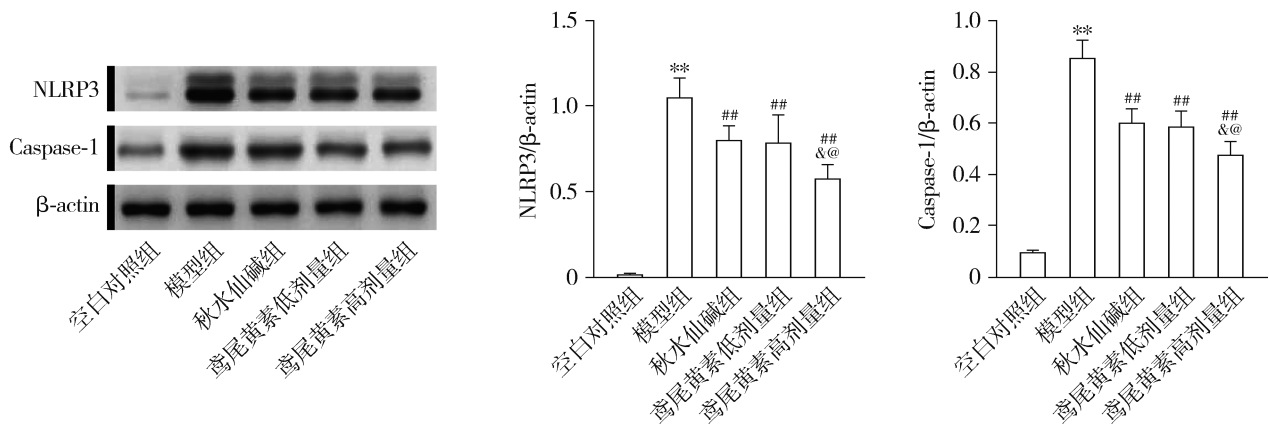 NLRP3
Caspase-1
β-actin
空白对照组
模型组
秋水仙碱组
鸢尾黄素低剂量组
鸢尾黄素高剂量组
NLRP3/β-actin
1.5
1.0
0.5
0
**
##
##
##
&@
空白对照组
模型组
秋水仙碱组
鸢尾黄素低剂量组
鸢尾黄素高剂量组
Caspase-1/β-actin
1.0
0.8
0.6
0.4
0.2
0
**
##
##
##
&@
空白对照组
模型组
秋水仙碱组
鸢尾黄素低剂量组
鸢尾黄素高剂量组